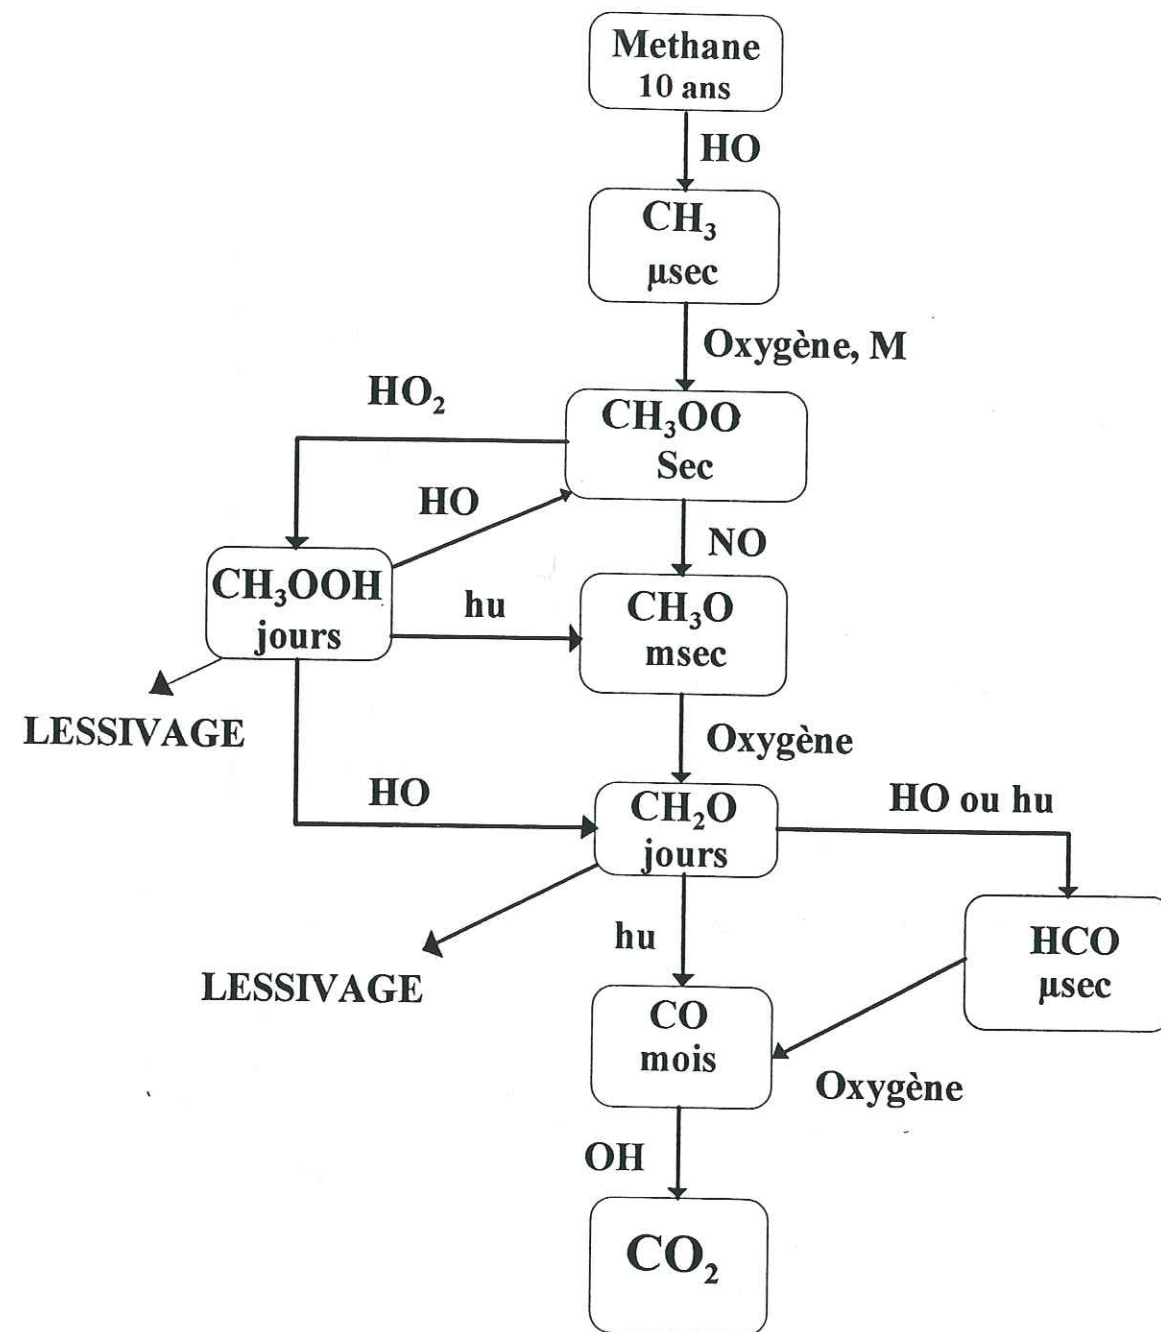 Methane
10 ans
HO
CH₃
μsec
Oxygène, M
HO₂
CH₃OO
Sec
HO
NO
CH₃OOH
jours
hu
CH₃O
msec
LESSIVAGE
Oxygène
HO
CH₂O
jours
HO ou hu
hu
LESSIVAGE
HCO
μsec
CO
mois
Oxygène
OH
CO₂